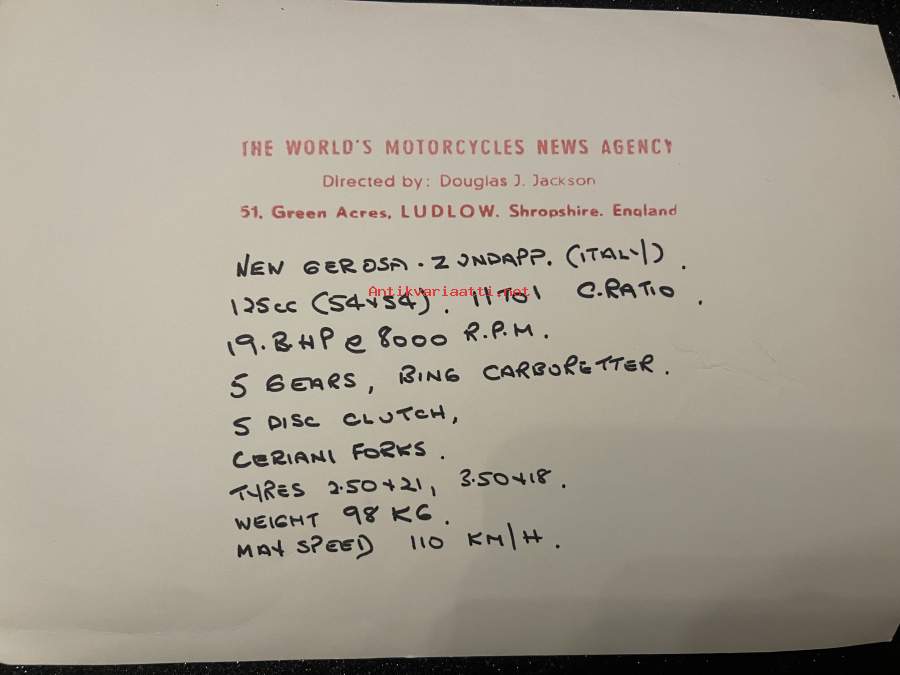 THE WORLD'S MOTORCYCLES NEWS AGENCY
Directed by: Douglas J. Jackson
51, Green Acres, LUDLOW. Shropshire. England
NEW GEROSA. ZUNDAPP. (ITALY).
Antikvariaatti.net
125cc (54x54). 11 TO 1 C.RATIO.
19. BHP @ 8000 R.P.M.
5 GEARS, BING CARBURETTER.
5 DISC CLUTCH,
CERIANI FORKS.
TYRES 2.50x21, 3.50x18.
WEIGHT 98 KG.
MAX SPEED 110 KM/H.